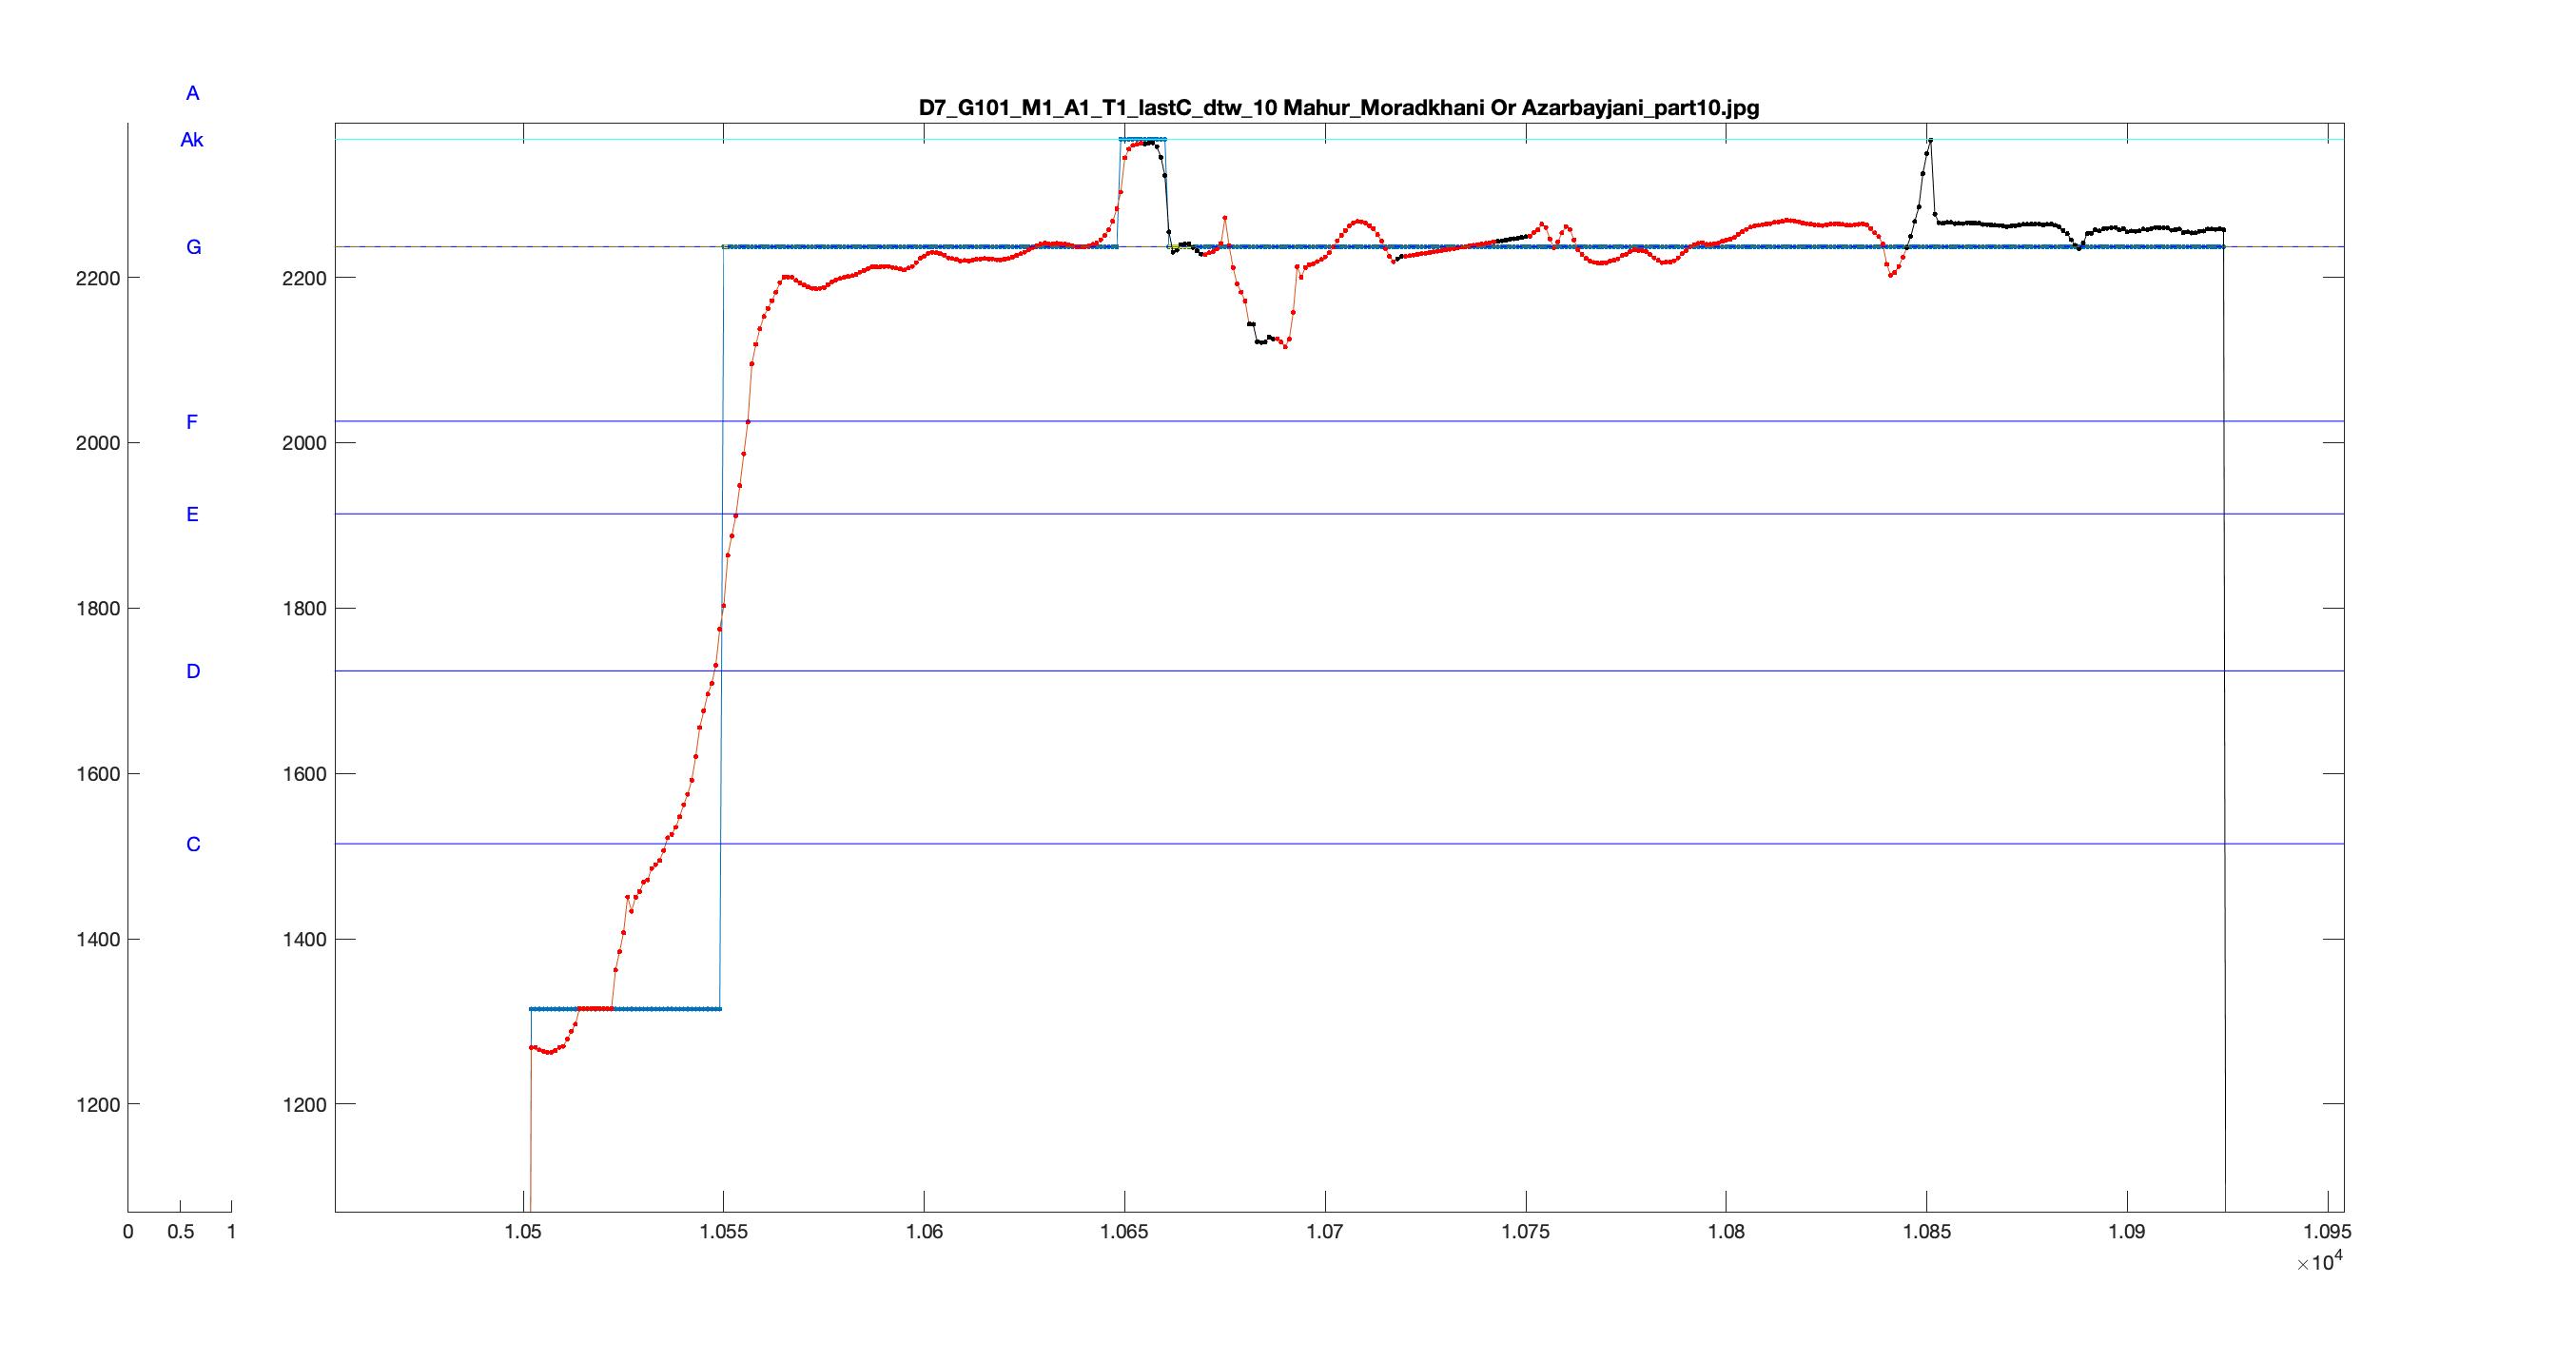 D7_G101_M1_A1_T1_lastC_dtw_10 Mahur_Moradkhani Or Azarbayjani_part10.jpg
A
Ak
G
2200 2200
F
2000 2000
E
1800 1800
D
1600 1600
C
1400 1400
1200 1200
0 0.5 1 1.05 1.055 1.06 1.065 1.07 1.075 1.08 1.085 1.09 1.095
×10⁴